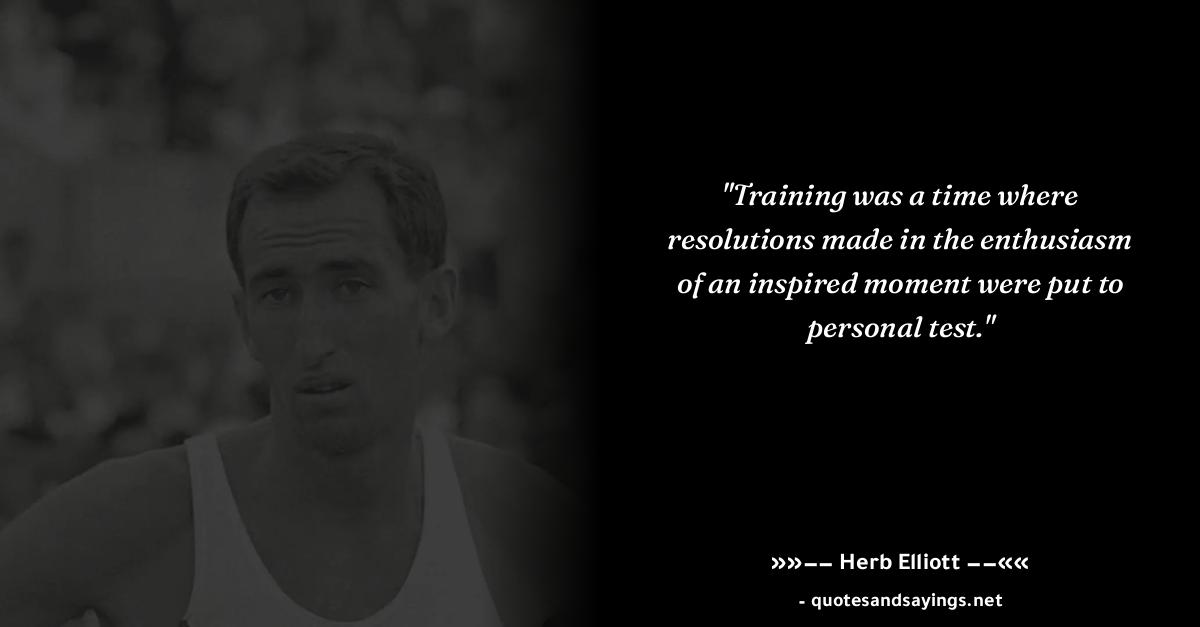 "Training was a time where
resolutions made in the enthusiasm
of an inspired moment were put to
personal test."
»»−− Herb Elliott −−««
- quotesandsayings.net